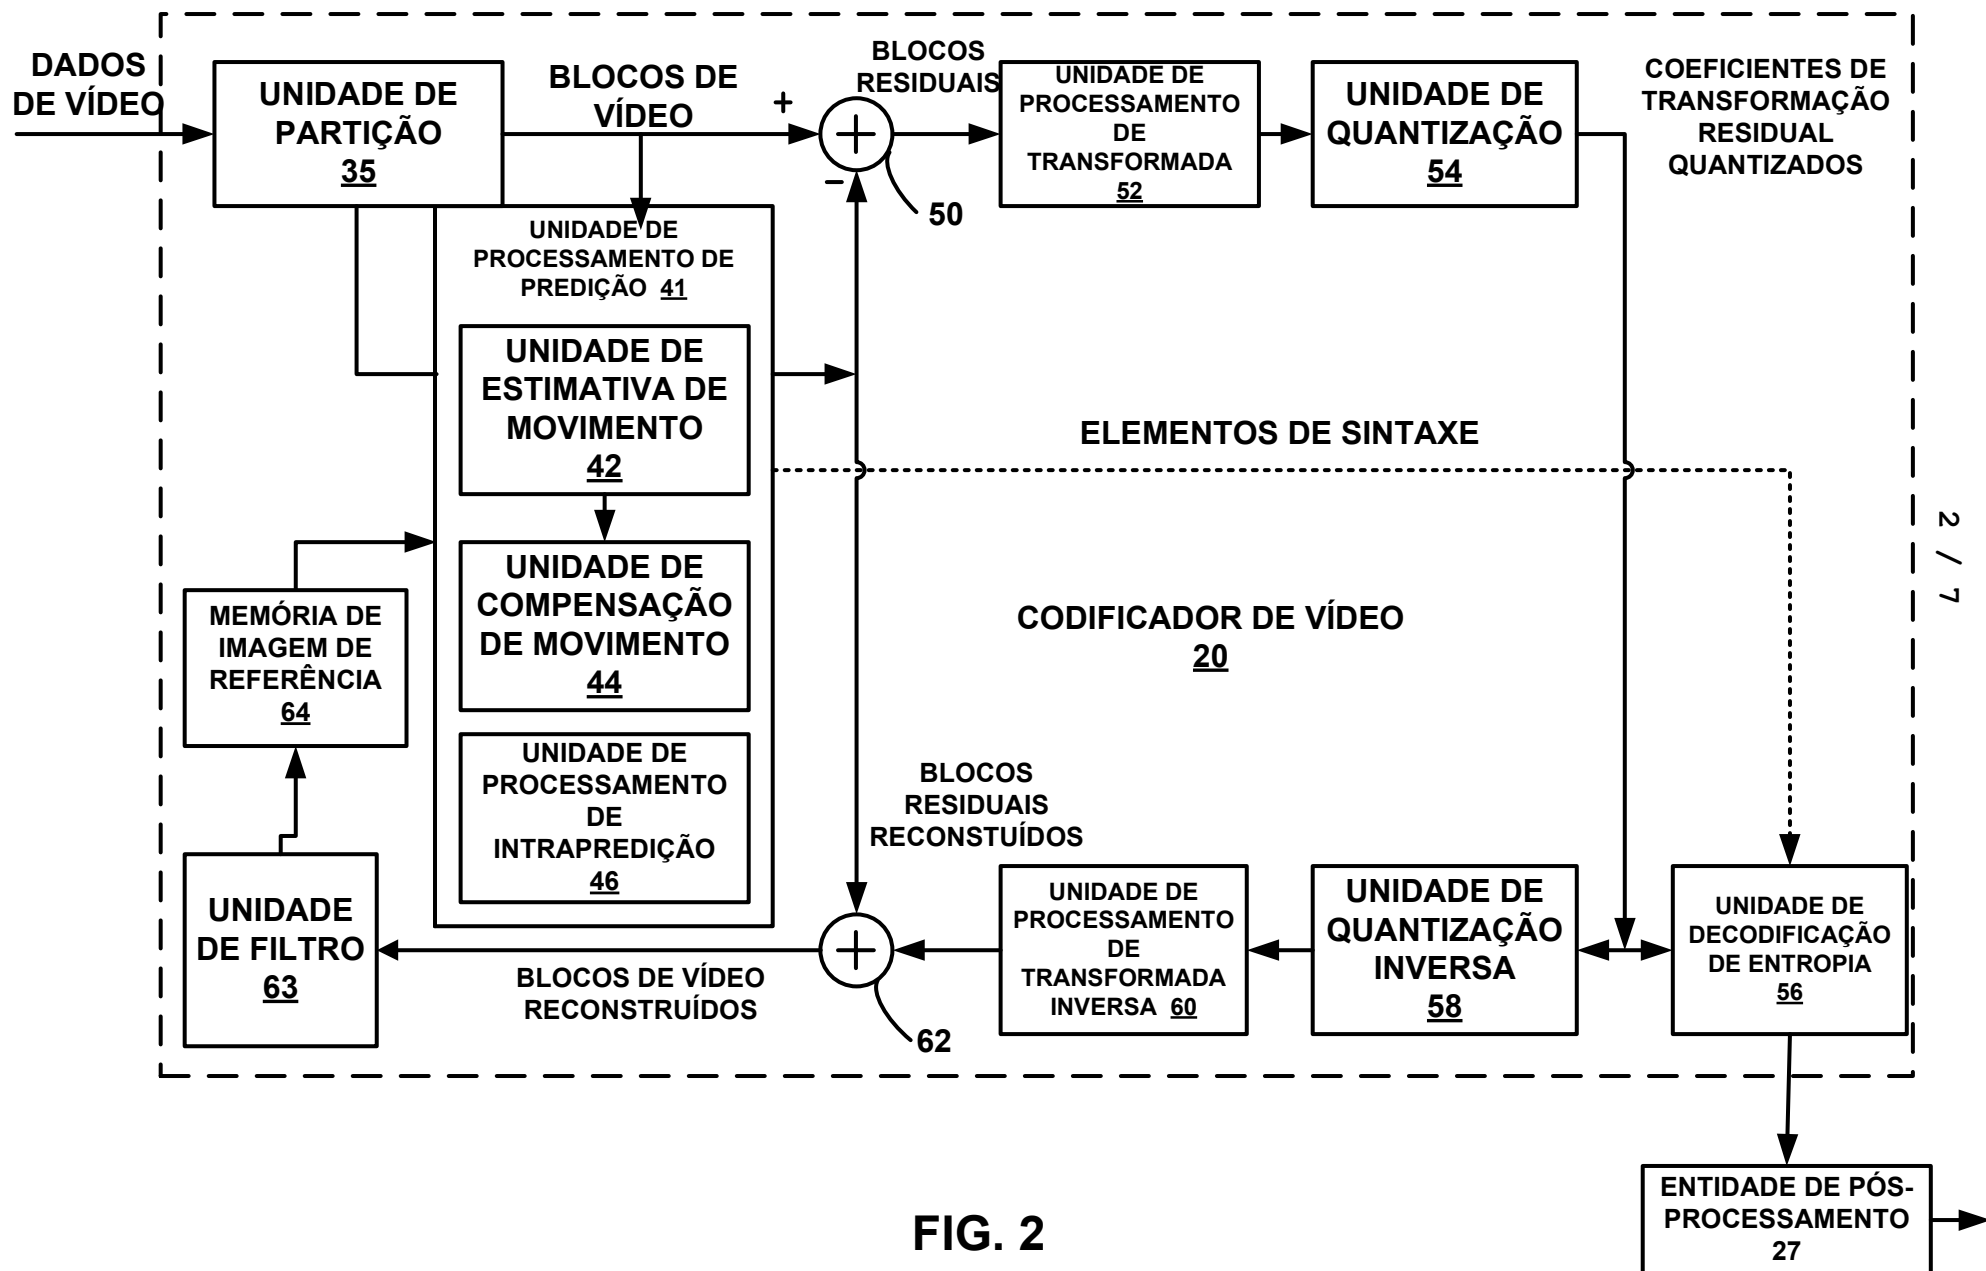 DADOS
DE VÍDEO
UNIDADE DE
PARTIÇÃO
35
BLOCOS DE
VÍDEO
+
-
50
BLOCOS
RESIDUAIS
UNIDADE DE
PROCESSAMENTO
DE
TRANSFORMADA
52
UNIDADE DE
QUANTIZAÇÃO
54
COEFICIENTES DE
TRANSFORMAÇÃO
RESIDUAL
QUANTIZADOS
UNIDADE DE
PROCESSAMENTO DE
PREDIÇÃO 41
UNIDADE DE
ESTIMATIVA DE
MOVIMENTO
42
ELEMENTOS DE SINTAXE
UNIDADE DE
COMPENSAÇÃO
DE MOVIMENTO
44
CODIFICADOR DE VÍDEO
20
2 / 7
MEMÓRIA DE
IMAGEM DE
REFERÊNCIA
64
UNIDADE DE
PROCESSAMENTO
DE
INTRAPREDIÇÃO
46
BLOCOS
RESIDUAIS
RECONSTUÍDOS
UNIDADE
DE FILTRO
63
BLOCOS DE VÍDEO
RECONSTRUÍDOS
62
UNIDADE DE
PROCESSAMENTO
DE
TRANSFORMADA
INVERSA 60
UNIDADE DE
QUANTIZAÇÃO
INVERSA
58
UNIDADE DE
DECODIFICAÇÃO
DE ENTROPIA
56
ENTIDADE DE PÓS-
PROCESSAMENTO
27
FIG. 2